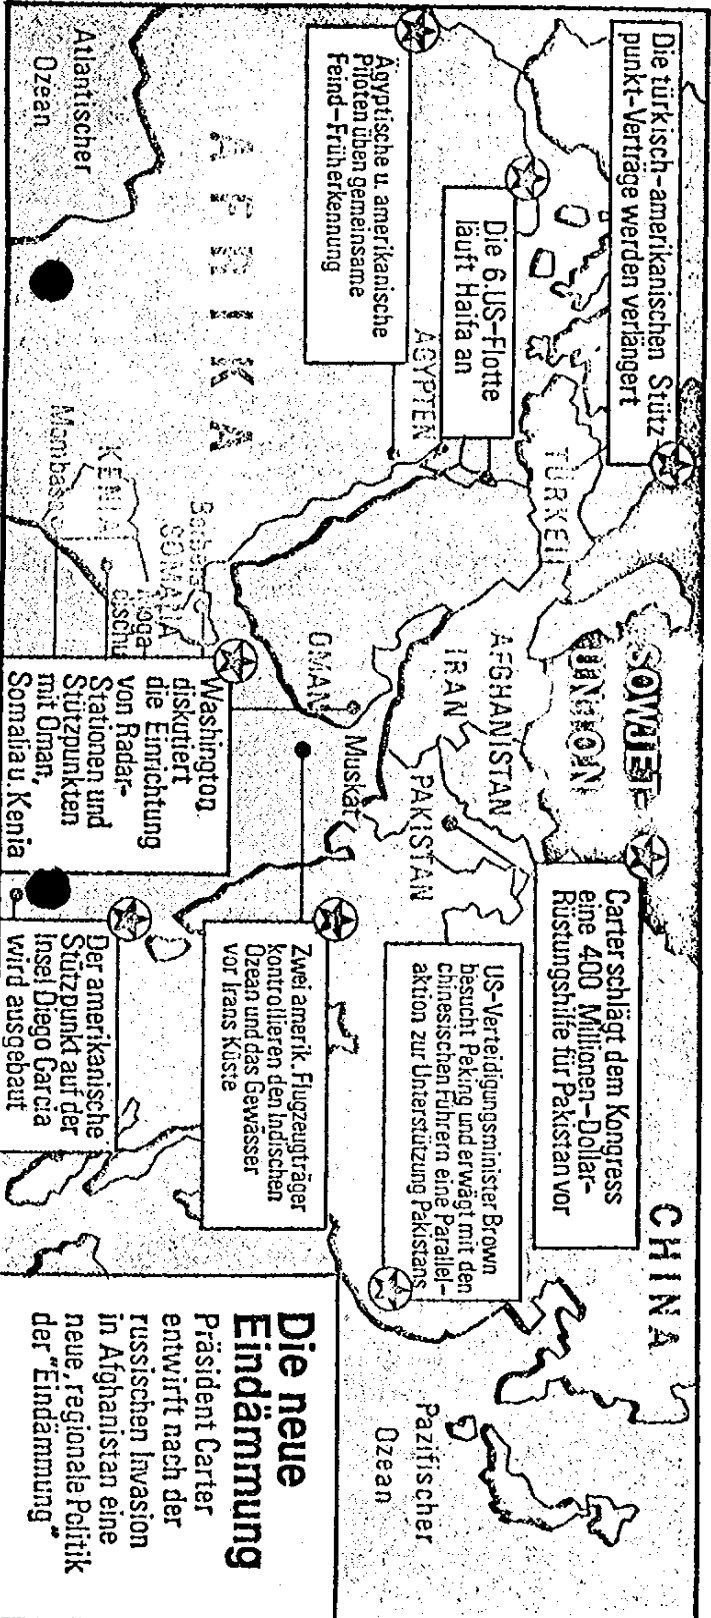 Die türkisch-amerikanischen Stütz
punkt-Verträge werden verlängert
Die 6.US-Flotte
läuft Haifa an
Ägyptische u. amerikanische
Piloten üben gemeinsame
Feind-Früherkennung
Atlantischer
Ozean
AFRIKA
ÄGYPTEN
TÜRKEI
SOWJET-
UNION
AFGHANISTAN
IRAN
PAKISTAN
OMAN
Muskat
SOMALIA
Moga
dischu
KENIA
Mombasa
Carter schlägt dem Kongress
eine 400 Millionen-Dollar-
Rüstungshilfe für Pakistan vor
US-Verteidigungsminister Brown
besucht Peking und erwägt mit den
chinesischen Führern eine Parallel-
aktion zur Unterstützung Pakistans
Zwei amerik. Flugzeugträger
kontrollieren den Indischen
Ozean und das Gewässer
vor Irans Küste
Washington
diskutiert
die Einrichtung
von Radar-
Stationen und
Stützpunkten
mit Oman,
Somalia u. Kenia
Der amerikanische
Stützpunkt auf der
Insel Diego Garcia
wird ausgebaut
CHINA
Pazifischer
Ozean
Die neue
Eindämmung
Präsident Carter
entwirft nach der
russischen Invasion
in Afghanistan eine
neue, regionale Politik
der "Eindämmung"